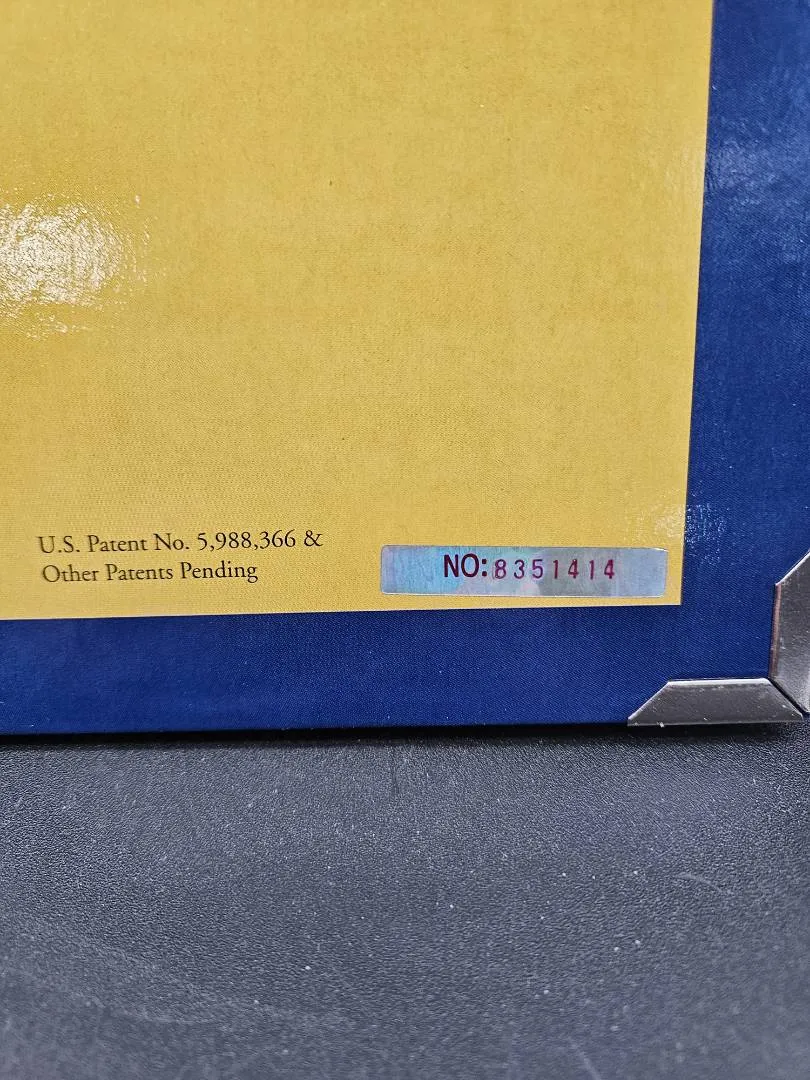 U.S. Patent No. 5,988,366 &
Other Patents Pending
NO:8351414